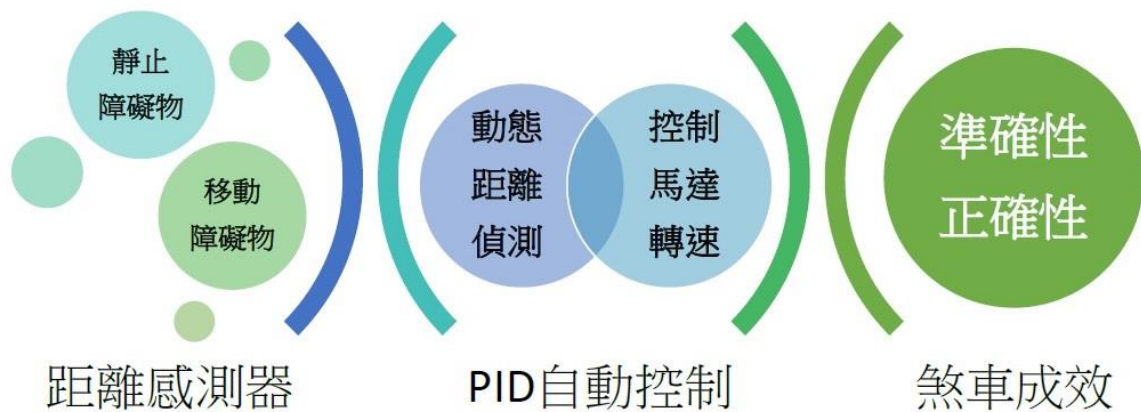 靜止
障礙物
移動
障礙物
距離感測器
動態
距離
偵測
控制
馬達
轉速
PID自動控制
準確性
正確性
煞車成效